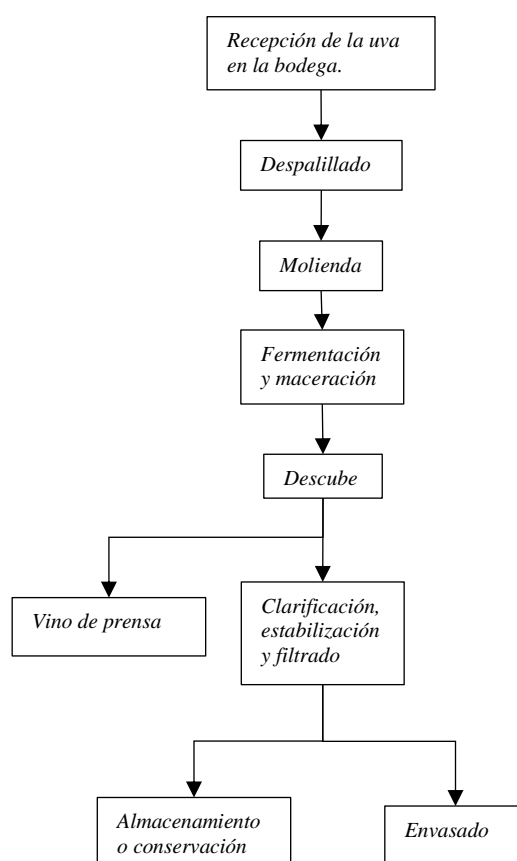 Recepción de la uva
en la bodega.
Despalillado
Molienda
Fermentación
y maceración
Descube
Vino de prensa
Clarificación,
estabilización
y filtrado
Almacenamiento
o conservación
Envasado